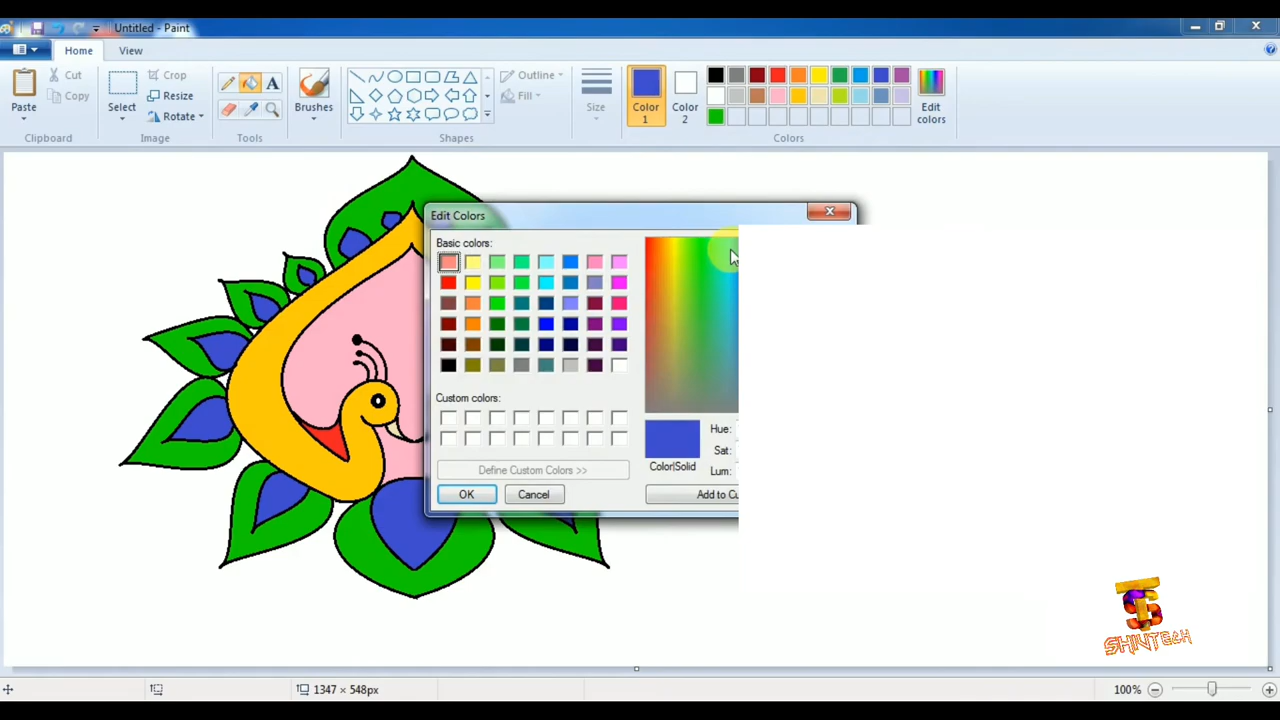 Untitled - Paint
Home View
Paste
Cut
Copy
Clipboard
Select
Crop
Resize
Rotate
Image
A
Tools
Brushes
Shapes
Outline
Fill
Size
Color 1
Color 2
Edit colors
Colors
Edit Colors
Basic colors:
Custom colors:
Define Custom Colors >>
OK Cancel
Color|Solid
Hue:
Sat:
Lum:
Add to Cu
TS
SHIVTECH
1347 × 548px
100%